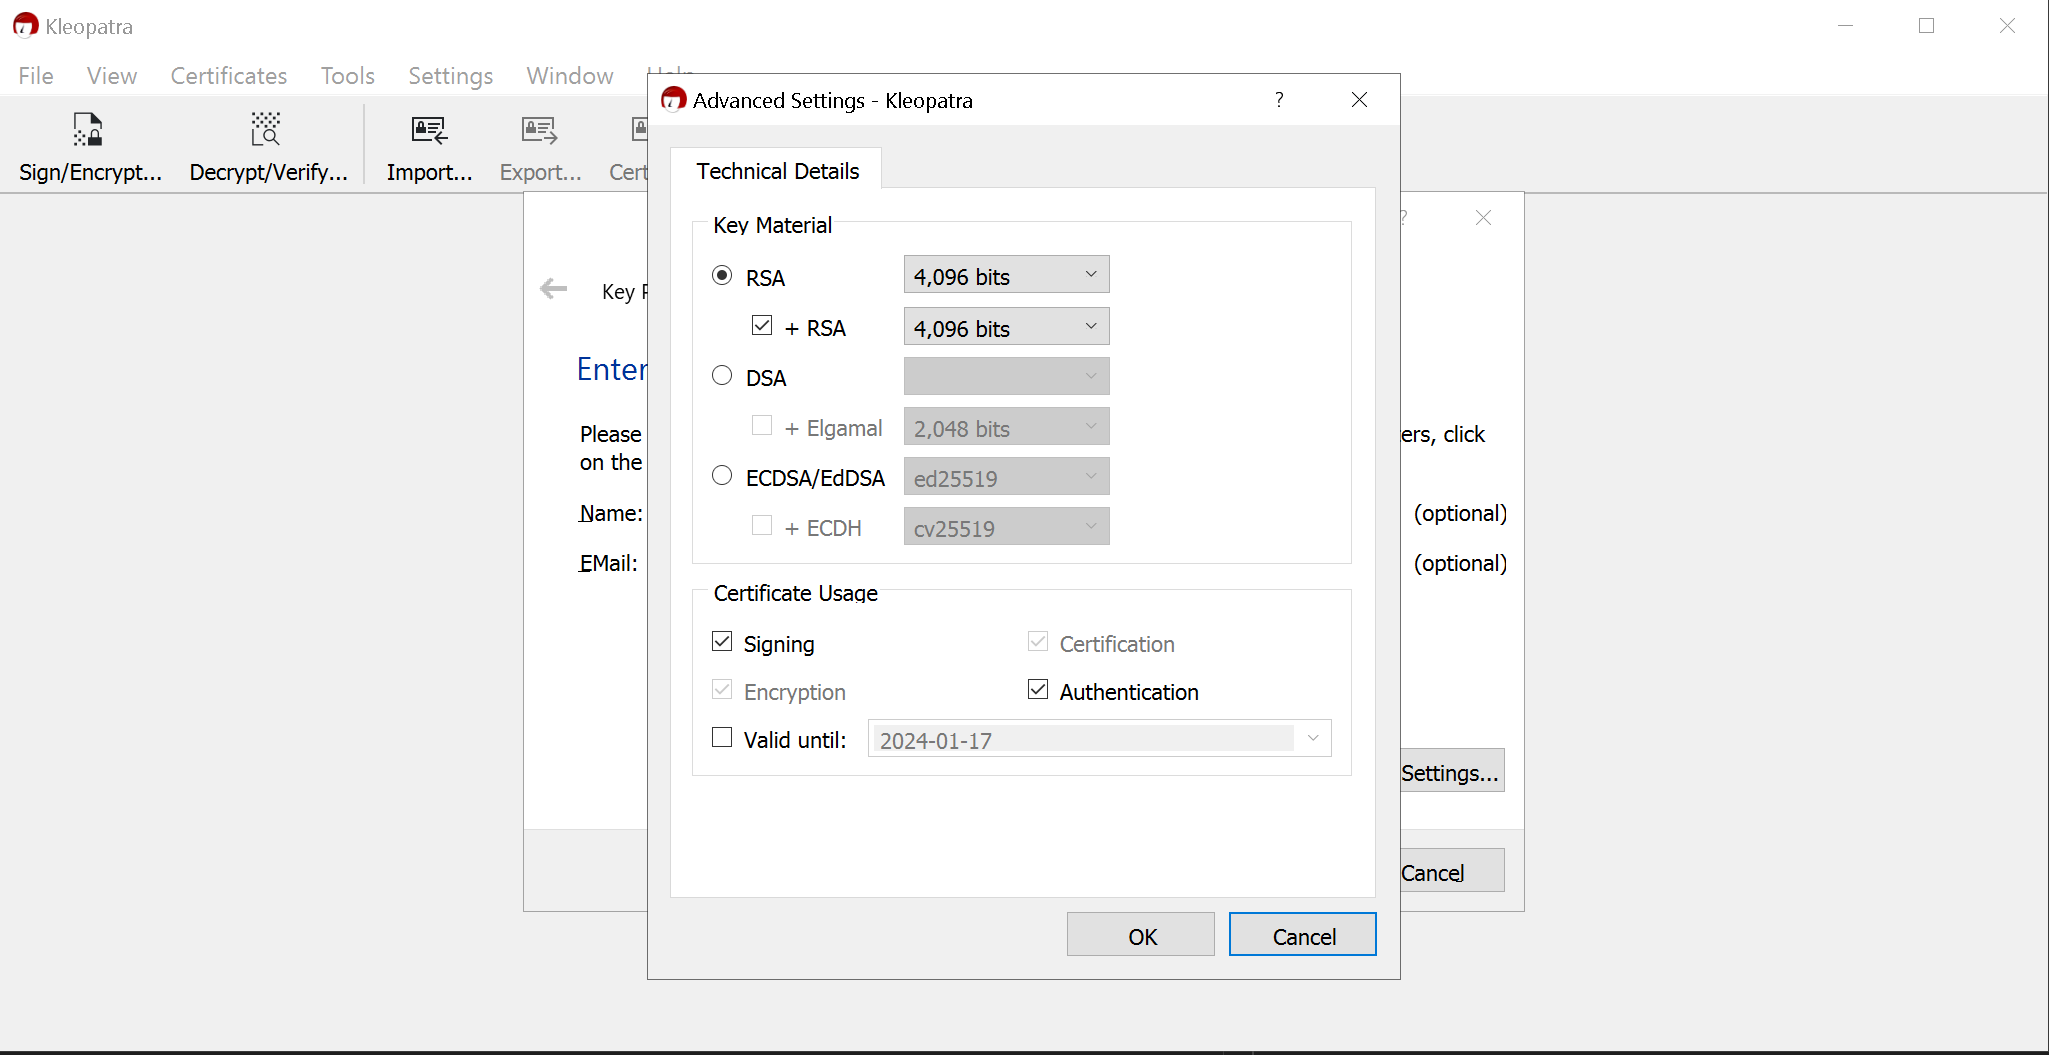 Kleopatra
File View Certificates Tools Settings Window
Sign/Encrypt... Decrypt/Verify... Import... Export...
Advanced Settings - Kleopatra
?
Technical Details
Key Material
RSA 4,096 bits
+ RSA 4,096 bits
DSA
+ Elgamal 2,048 bits
ECDSA/EdDSA ed25519
+ ECDH cv25519
Certificate Usage
Signing Certification
Encryption Authentication
Valid until: 2024-01-17
OK Cancel
Key
Enter
Please
click
on the
Name: (optional)
EMail: (optional)
Settings...
Cancel